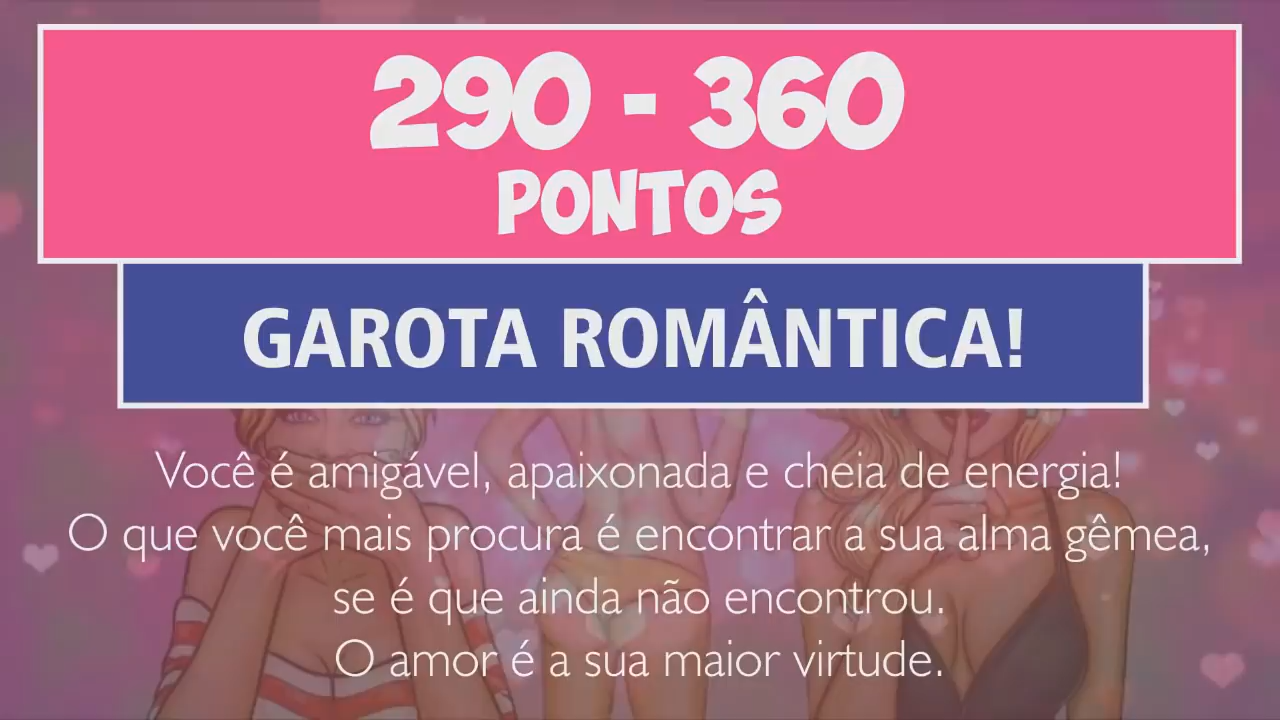 290 - 360
PONTOS
GAROTA ROMÂNTICA!
Você é amigável, apaixonada e cheia de energia!
O que você mais procura é encontrar a sua alma gêmea,
se é que ainda não encontrou.
O amor é a sua maior virtude.